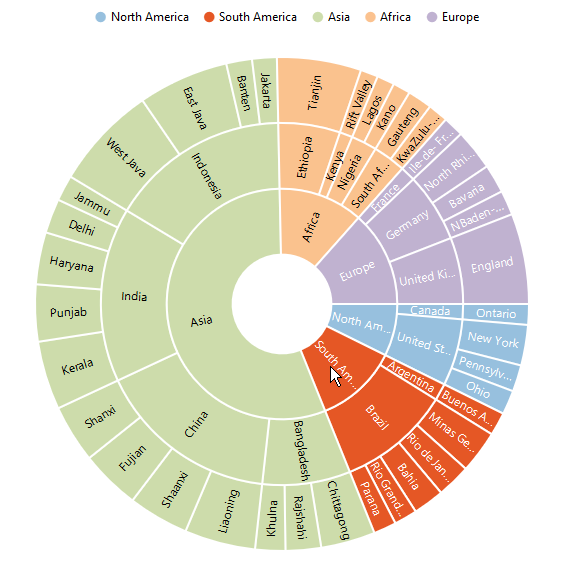 North America
South America
Asia
Africa
Europe
North Am...
Canada
Ontario
United St...
New York
Pennsylv...
Ohio
South Am...
Argentina
Buenos A...
Brazil
Minas Ge...
Rio de Jan...
Bahia
Rio Grand...
Parana
Asia
Bangladesh
Chittagong
Rajshahi
Khulna
China
Liaoning
Shaanxi
Fujian
Shanxi
India
Kerala
Punjab
Haryana
Delhi
Jammu
Indonesia
West Java
East Java
Banten
Jakarta
Africa
Ethiopia
Tianjin
Kenya
Rift Valley
Nigeria
Lagos
Kano
South Af...
Gauteng
KwaZulu-...
Europe
France
Ile-de- Fr...
Germany
North Rhi...
Bavaria
NBaden-...
United Ki...
England